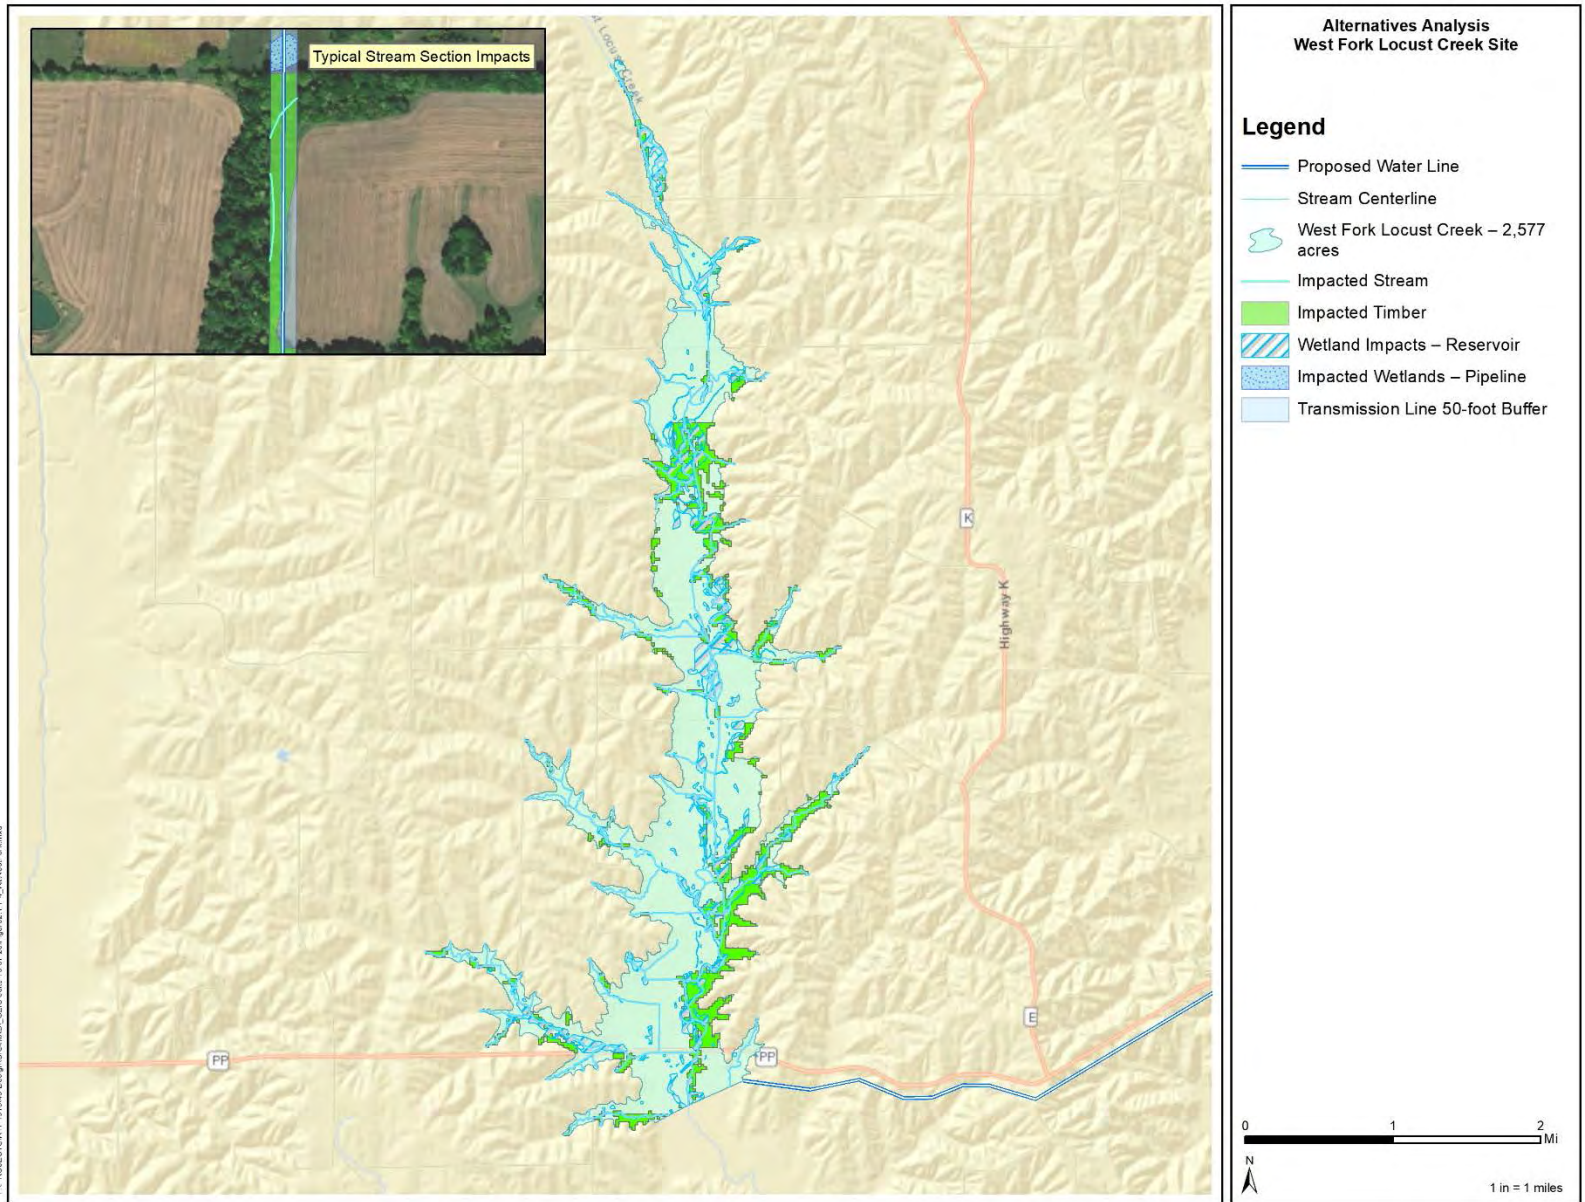 Typical Stream Section Impacts
Locust Creek
K
Highway K
E
PP
PP
Alternatives Analysis
West Fork Locust Creek Site
Legend
Proposed Water Line
Stream Centerline
West Fork Locust Creek – 2,577
acres
Impacted Stream
Impacted Timber
Wetland Impacts – Reservoir
Impacted Wetlands – Pipeline
Transmission Line 50-foot Buffer
0 1 2
Mi
N
1 in = 1 miles